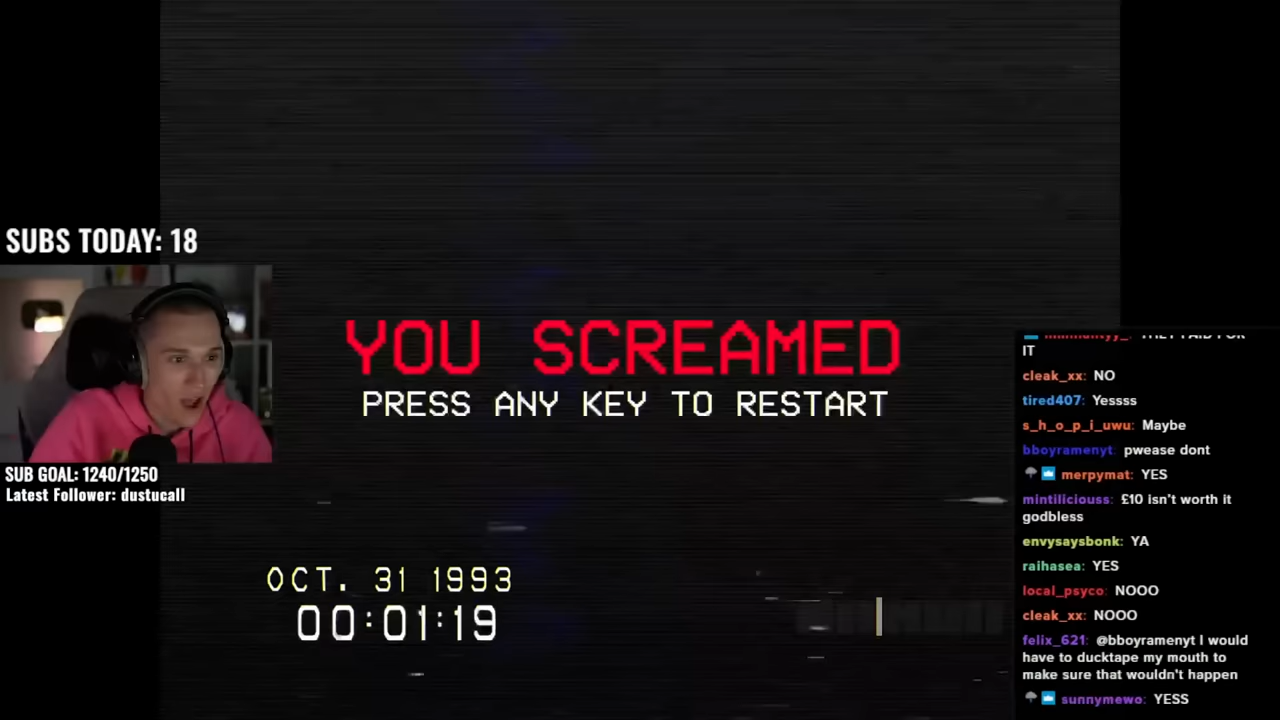 SUBS TODAY: 18
YOU SCREAMED
PRESS ANY KEY TO RESTART
SUB GOAL: 1240/1250
Latest Follower: dustucall
OCT. 31 1993
00:01:19
IT
cleak_xx: NO
tired407: Yessss
s_h_o_p_i_uwu: Maybe
bboyramenyt: pwease dont
merpymat: YES
mintiliciouss: £10 isn't worth it
godbless
envysaysbonk: YA
raihasea: YES
local_psyco: NOOO
cleak_xx: NOOO
felix_621: @bboyramenyt I would
have to ducktape my mouth to
make sure that wouldn't happen
sunnymewo: YESS